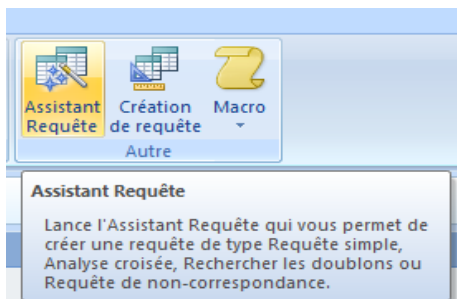 Assistant Création Macro
Requête de requête
Autre
Assistant Requête
Lance l'Assistant Requête qui vous permet de
créer une requête de type Requête simple,
Analyse croisée, Rechercher les doublons ou
Requête de non-correspondance.